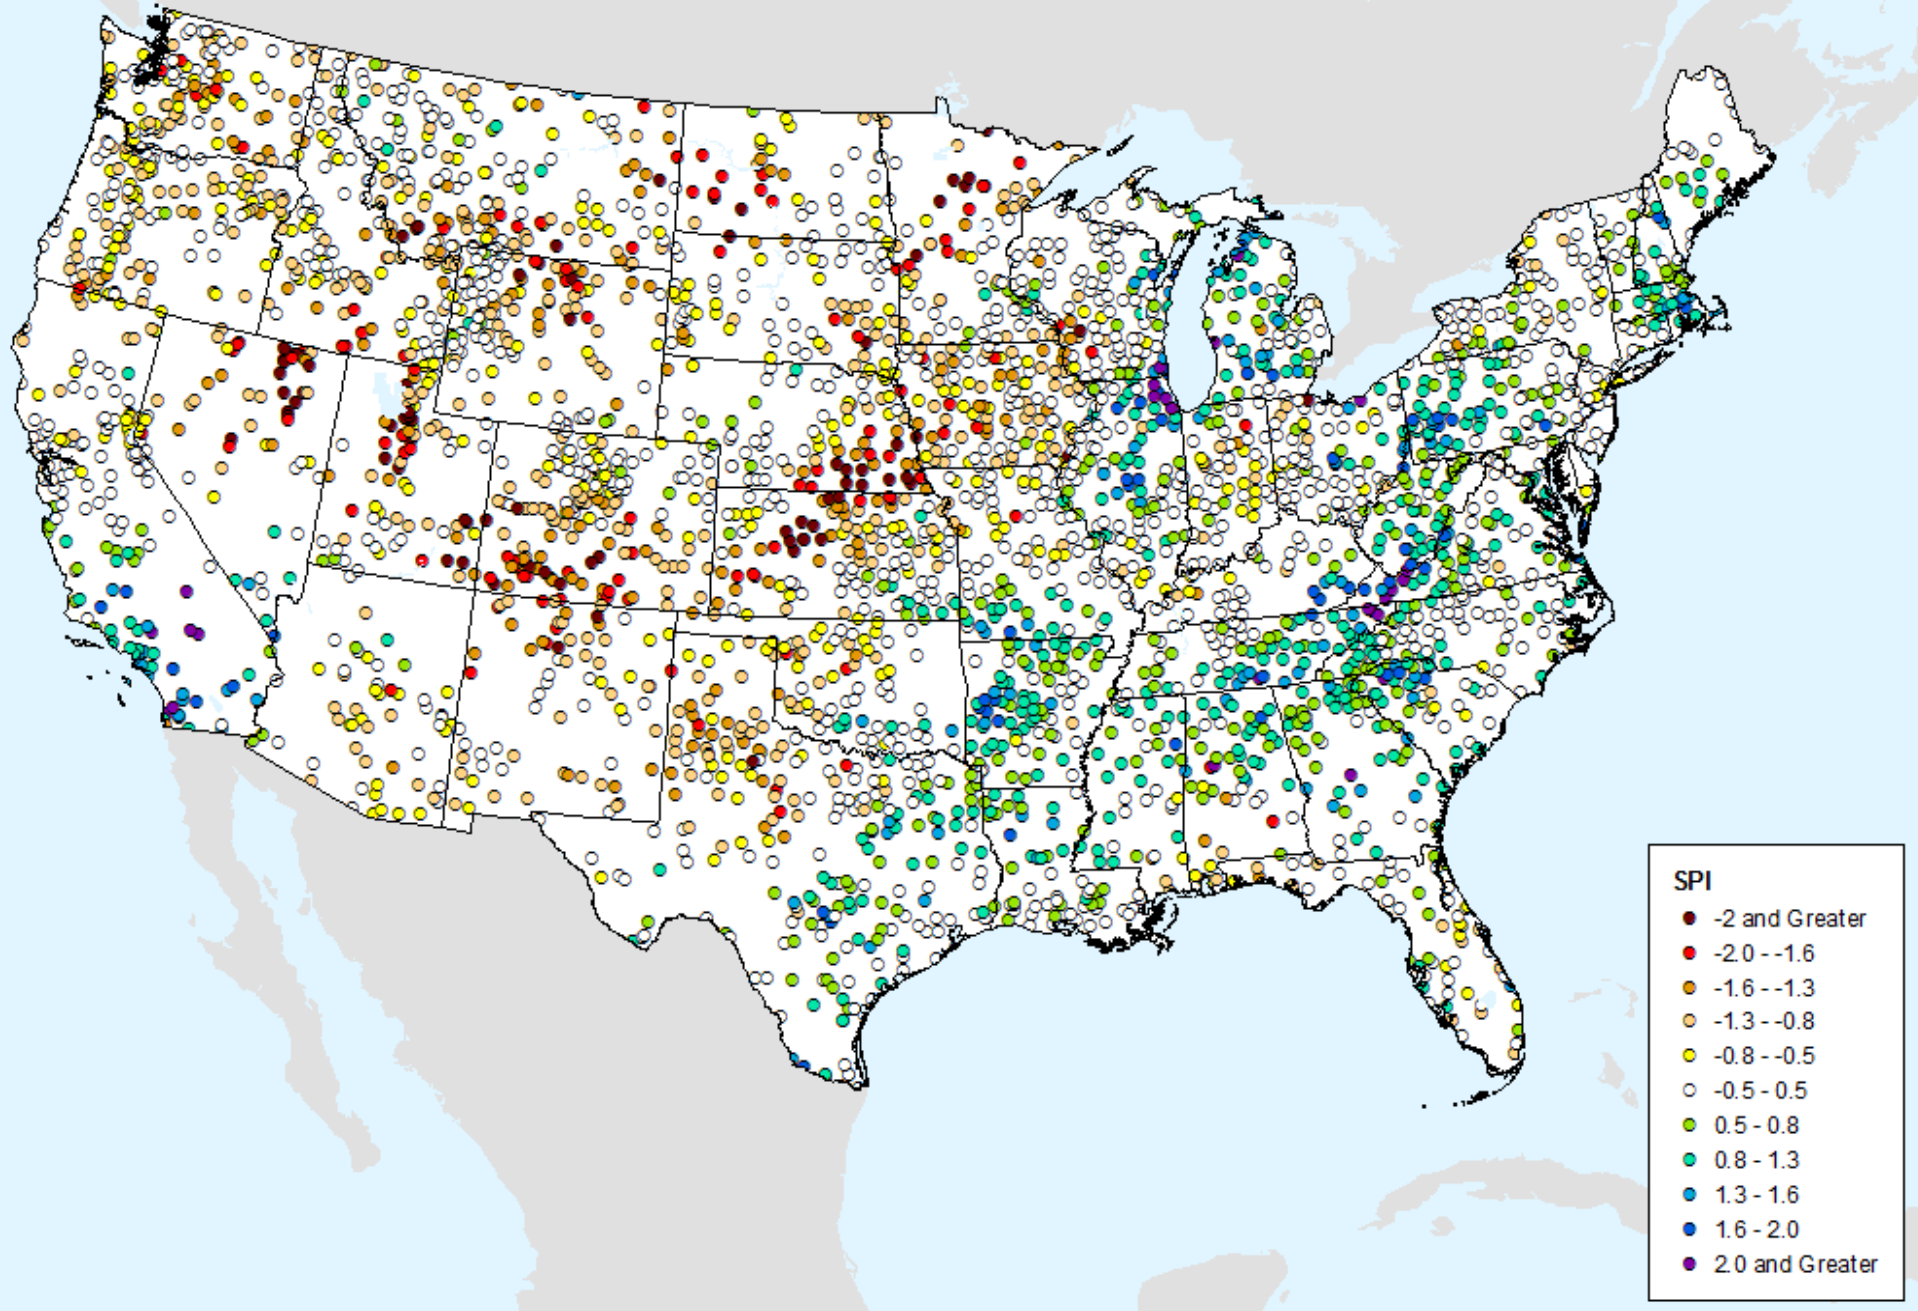 SPI
-2 and Greater
-2.0 - -1.6
-1.6 - -1.3
-1.3 - -0.8
-0.8 - -0.5
-0.5 - 0.5
0.5 - 0.8
0.8 - 1.3
1.3 - 1.6
1.6 - 2.0
2.0 and Greater